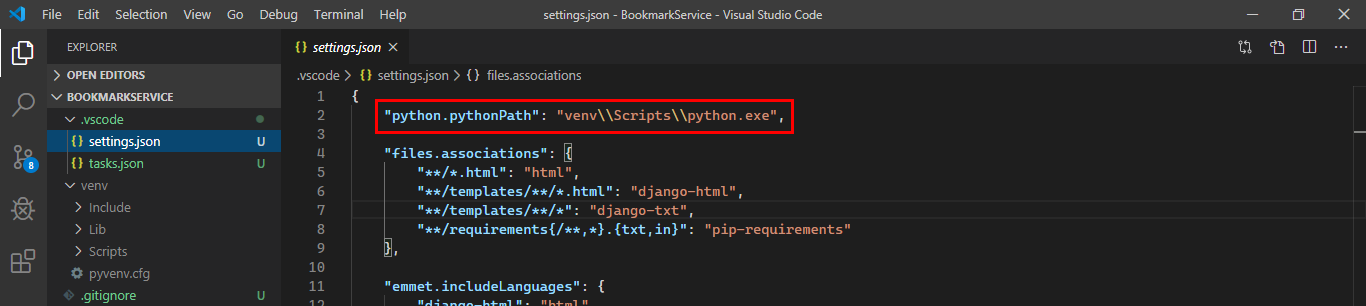 File Edit Selection View Go Debug Terminal Help settings.json - BookmarkService - Visual Studio Code
EXPLORER
OPEN EDITORS
BOOKMARKSERVICE
.vscode
{} settings.json U
{} tasks.json U
venv
Include
Lib
Scripts
pyvenv.cfg
.gitignore U
8
{} settings.json
.vscode > {} settings.json > {} files.associations
1 {
2 "python.pythonPath": "venv\\Scripts\\python.exe",
3
4 "files.associations": {
5 "**/*.html": "html",
6 "**/templates/**/*.html": "django-html",
7 "**/templates/**/*": "django-txt",
8 "**/requirements{/**,*}.{txt,in}": "pip-requirements"
9 },
10
11 "emmet.includeLanguages": {
12 "django-html": "html"